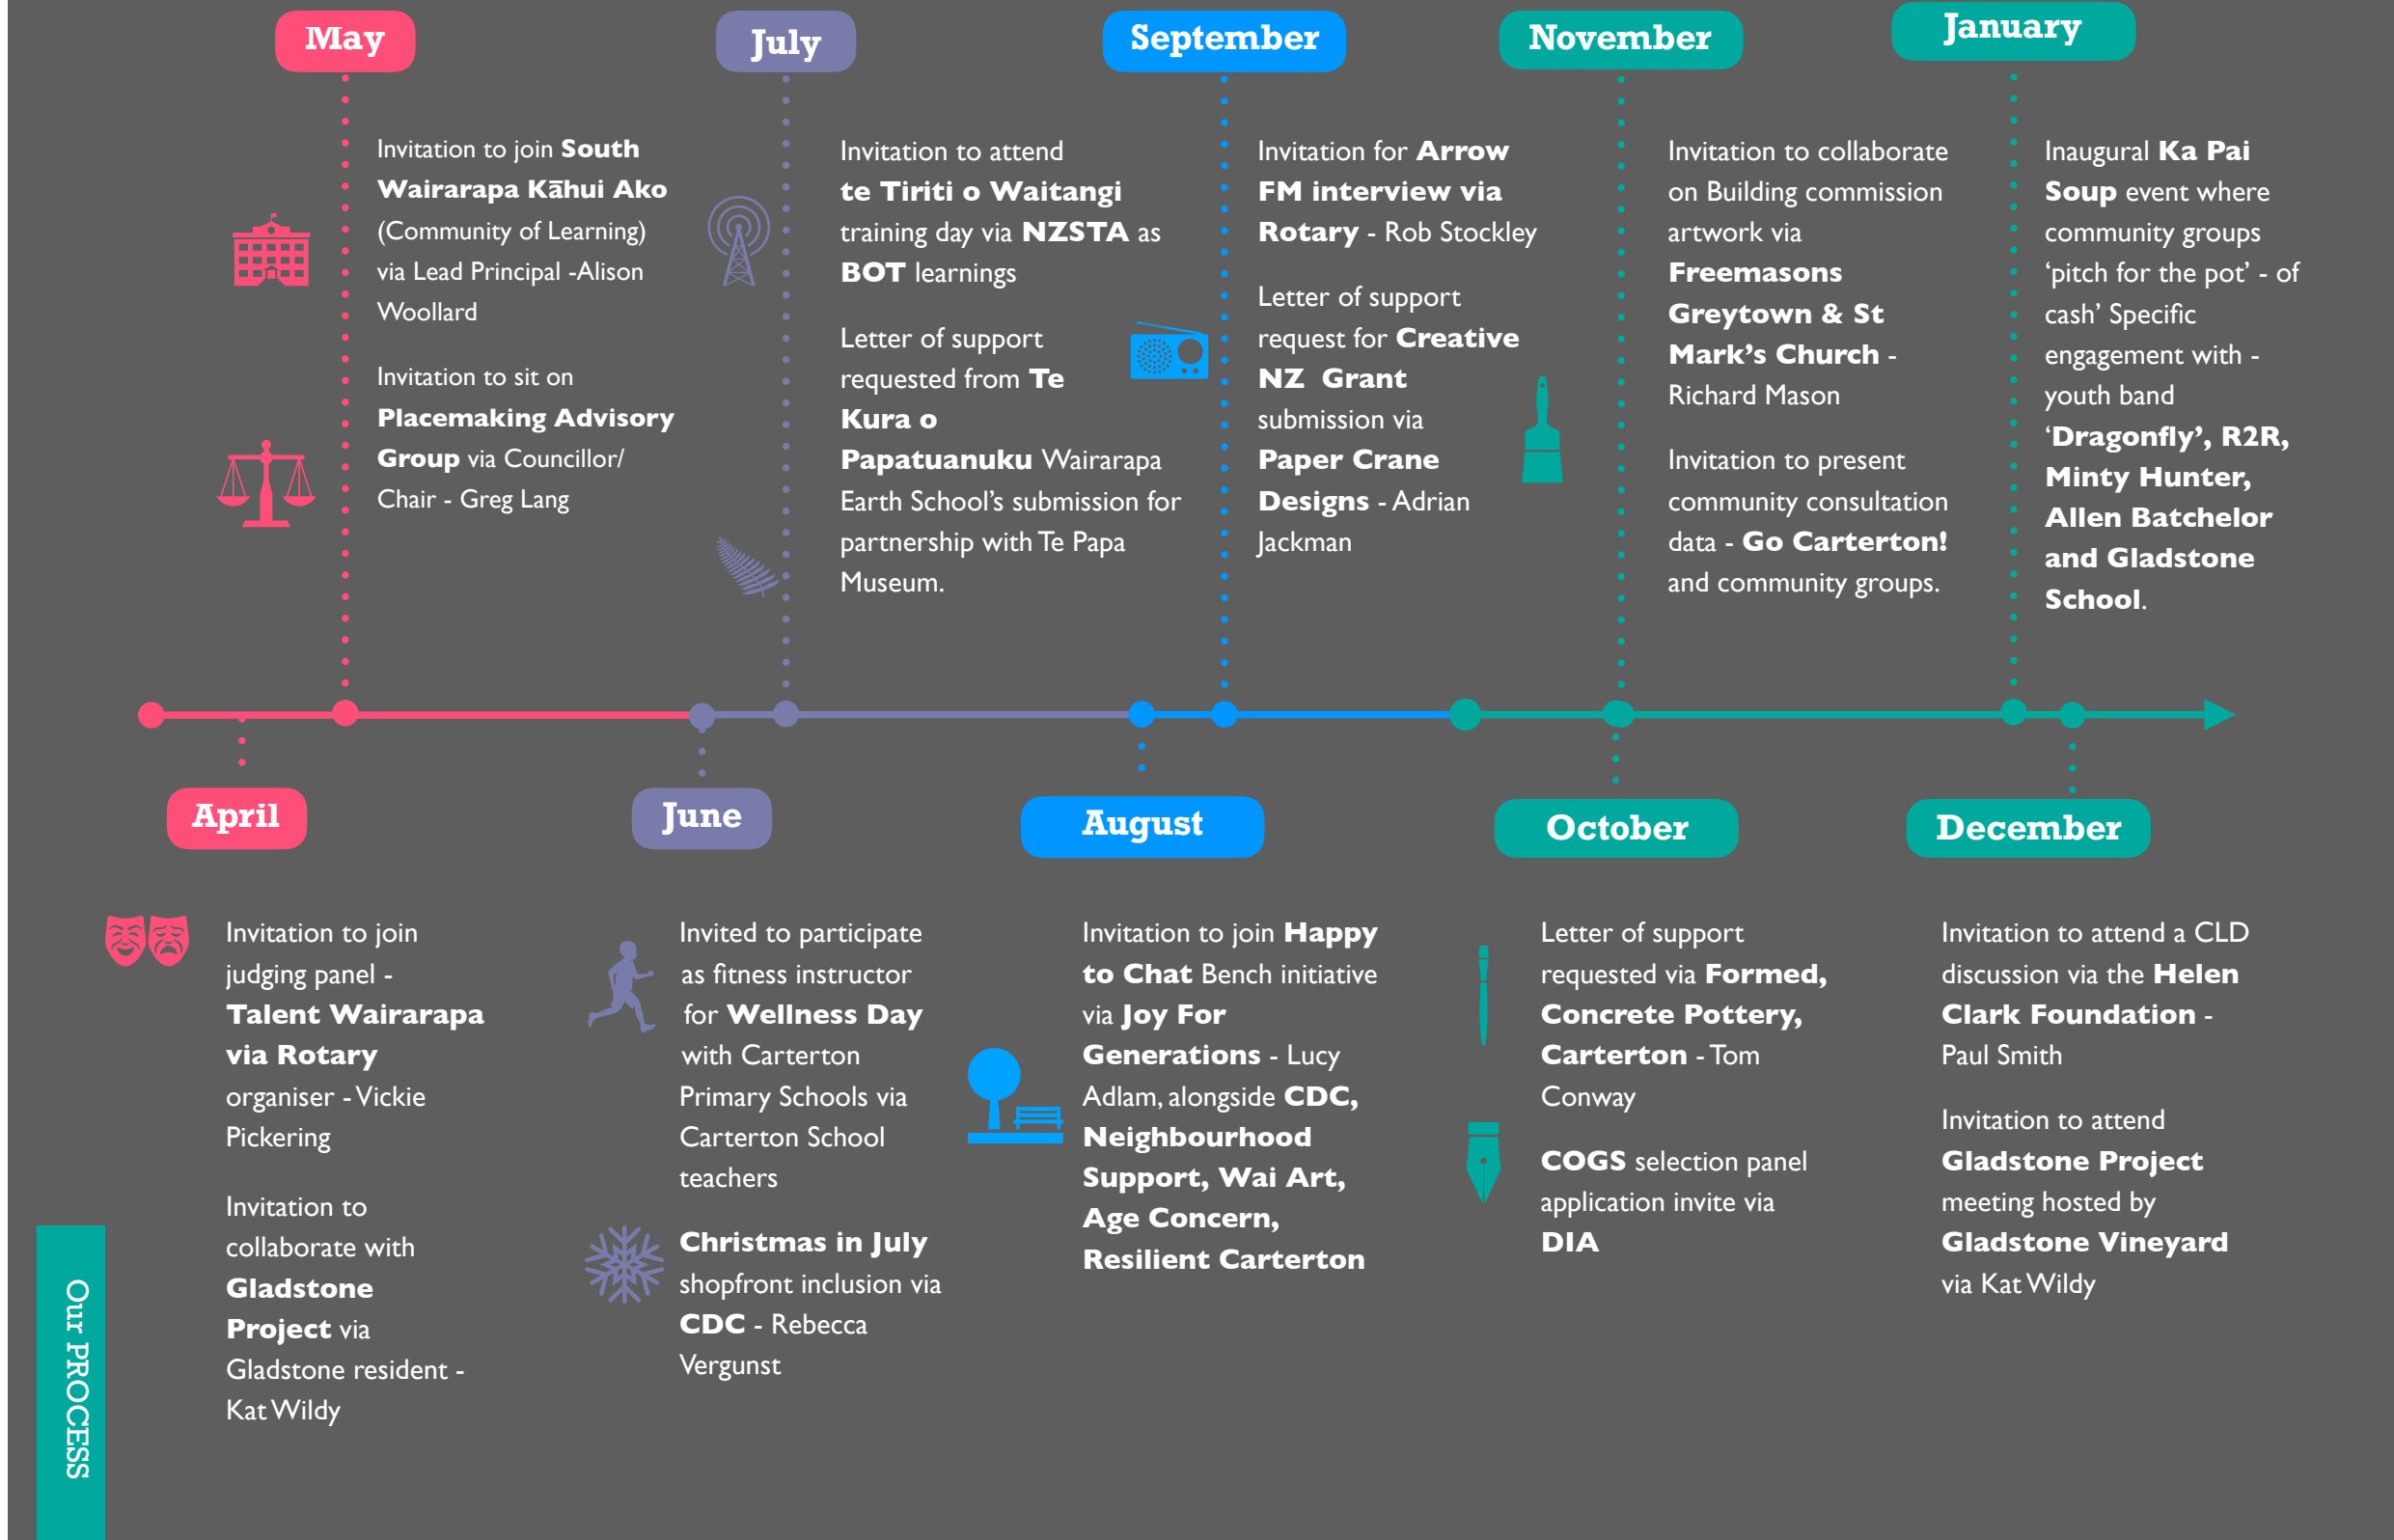 May
Invitation to join South
Wairarapa Kāhui Ako
(Community of Learning)
via Lead Principal -Alison
Woollard
Invitation to sit on
Placemaking Advisory
Group via Councillor/
Chair - Greg Lang
July
Invitation to attend
te Tiriti o Waitangi
training day via NZSTA as
BOT learnings
Letter of support
requested from Te
Kura o
Papatuanuku Wairarapa
Earth School's submission for
partnership with Te Papa
Museum.
September
Invitation for Arrow
FM interview via
Rotary - Rob Stockley
Letter of support
request for Creative
NZ Grant
submission via
Paper Crane
Designs - Adrian
Jackman
November
Invitation to collaborate
on Building commission
artwork via
Freemasons
Greytown & St
Mark's Church -
Richard Mason
Invitation to present
community consultation
data - Go Carterton!
and community groups.
January
Inaugural Ka Pai
Soup event where
community groups
‘pitch for the pot’ - of
cash’ Specific
engagement with -
youth band
‘Dragonfly’, R2R,
Minty Hunter,
Allen Batchelor
and Gladstone
School.
April
Invitation to join
judging panel -
Talent Wairarapa
via Rotary
organiser - Vickie
Pickering
Invitation to
collaborate with
Gladstone
Project via
Gladstone resident -
Kat Wildy
June
Invited to participate
as fitness instructor
for Wellness Day
with Carterton
Primary Schools via
Carterton School
teachers
Christmas in July
shopfront inclusion via
CDC - Rebecca
Vergunst
August
Invitation to join Happy
to Chat Bench initiative
via Joy For
Generations - Lucy
Adlam, alongside CDC,
Neighbourhood
Support, Wai Art,
Age Concern,
Resilient Carterton
October
Letter of support
requested via Formed,
Concrete Pottery,
Carterton - Tom
Conway
COGS selection panel
application invite via
DIA
December
Invitation to attend a CLD
discussion via the Helen
Clark Foundation -
Paul Smith
Invitation to attend
Gladstone Project
meeting hosted by
Gladstone Vineyard
via Kat Wildy
Our PROCESS